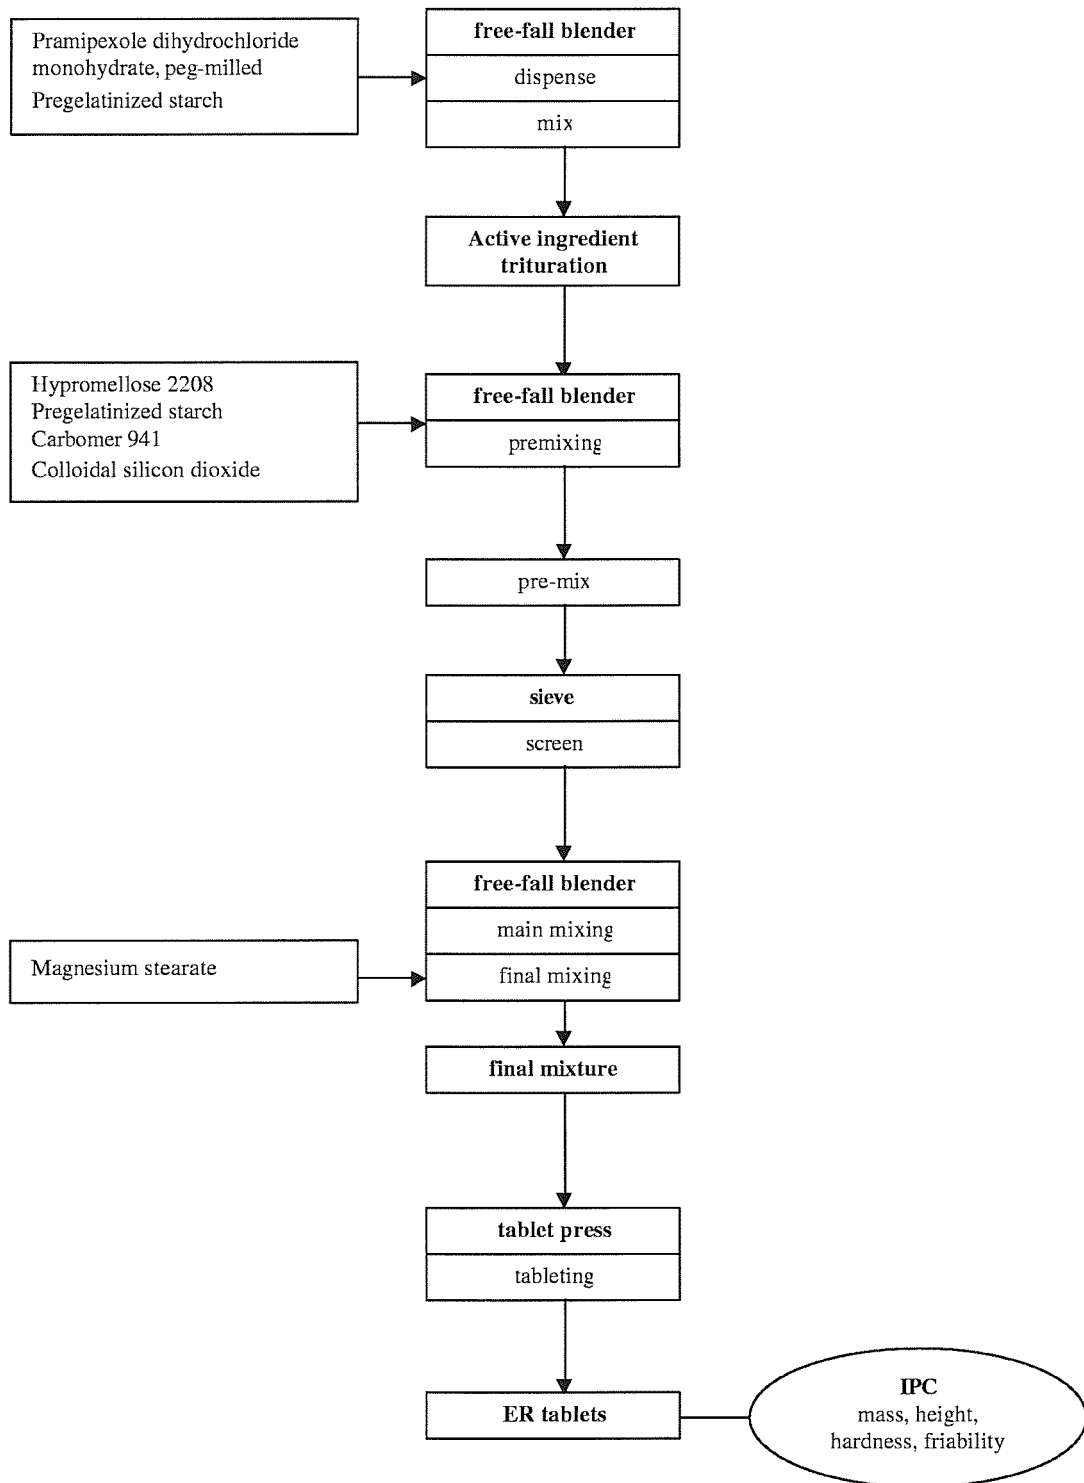 Pramipexole dihydrochloride
monohydrate, peg-milled
Pregelatinized starch
free-fall blender
dispense
mix
Active ingredient
trituration
Hypromellose 2208
Pregelatinized starch
Carbomer 941
Colloidal silicon dioxide
free-fall blender
premixing
pre-mix
sieve
screen
free-fall blender
main mixing
Magnesium stearate
final mixing
final mixture
tablet press
tableting
ER tablets
IPC
mass, height,
hardness, friability